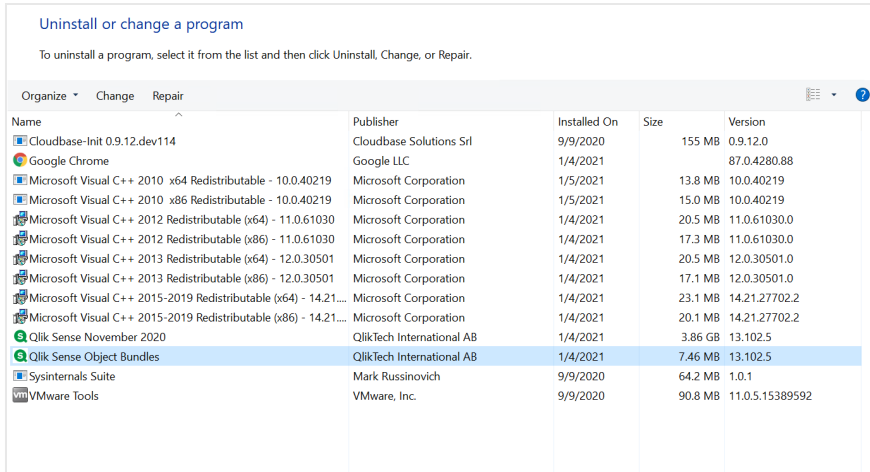 Uninstall or change a program
To uninstall a program, select it from the list and then click Uninstall, Change, or Repair.
Organize Change Repair ?
Name Publisher Installed On Size Version
Cloudbase-Init 0.9.12.dev114 Cloudbase Solutions Srl 9/9/2020 155 MB 0.9.12.0
Google Chrome Google LLC 1/4/2021 87.0.4280.88
Microsoft Visual C++ 2010 x64 Redistributable - 10.0.40219 Microsoft Corporation 1/5/2021 13.8 MB 10.0.40219
Microsoft Visual C++ 2010 x86 Redistributable - 10.0.40219 Microsoft Corporation 1/5/2021 15.0 MB 10.0.40219
Microsoft Visual C++ 2012 Redistributable (x64) - 11.0.61030 Microsoft Corporation 1/4/2021 20.5 MB 11.0.61030.0
Microsoft Visual C++ 2012 Redistributable (x86) - 11.0.61030 Microsoft Corporation 1/4/2021 17.3 MB 11.0.61030.0
Microsoft Visual C++ 2013 Redistributable (x64) - 12.0.30501 Microsoft Corporation 1/4/2021 20.5 MB 12.0.30501.0
Microsoft Visual C++ 2013 Redistributable (x86) - 12.0.30501 Microsoft Corporation 1/4/2021 17.1 MB 12.0.30501.0
Microsoft Visual C++ 2015-2019 Redistributable (x64) - 14.21.... Microsoft Corporation 1/4/2021 23.1 MB 14.21.27702.2
Microsoft Visual C++ 2015-2019 Redistributable (x86) - 14.21.... Microsoft Corporation 1/4/2021 20.1 MB 14.21.27702.2
Qlik Sense November 2020 QlikTech International AB 1/4/2021 3.86 GB 13.102.5
Qlik Sense Object Bundles QlikTech International AB 1/4/2021 7.46 MB 13.102.5
Sysinternals Suite Mark Russinovich 9/9/2020 64.2 MB 1.0.1
vm VMware Tools VMware, Inc. 9/9/2020 90.8 MB 11.0.5.15389592